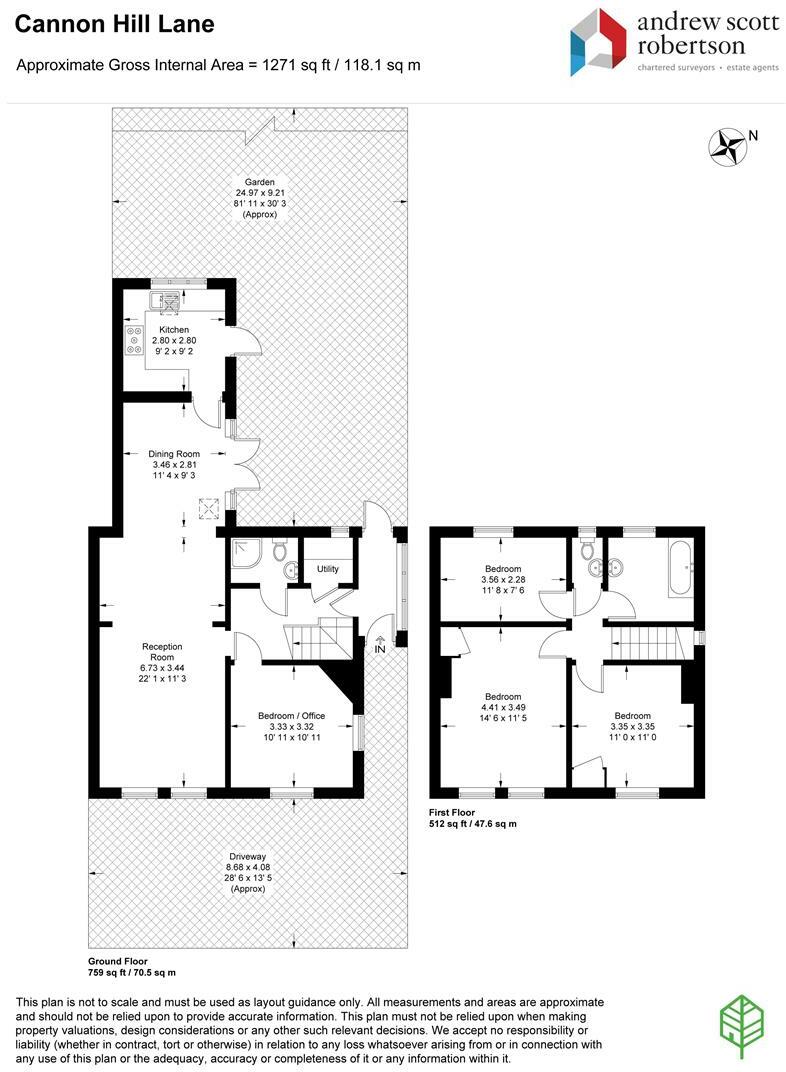 Cannon Hill Lane
Approximate Gross Internal Area = 1271 sq ft / 118.1 sq m
andrew scott
robertson
chartered surveyors • estate agents
N
Garden
24.97 x 9.21
81' 11 x 30' 3
(Approx)
Kitchen
2.80 x 2.80
9' 2 x 9' 2
Dining Room
3.46 x 2.81
11' 4 x 9' 3
Utility
IN
Reception
Room
6.73 x 3.44
22' 1 x 11' 3
Bedroom / Office
3.33 x 3.32
10' 11 x 10' 11
Bedroom
3.56 x 2.28
11' 8 x 7' 6
Bedroom
4.41 x 3.49
14' 6 x 11' 5
Bedroom
3.35 x 3.35
11' 0 x 11' 0
First Floor
512 sq ft / 47.6 sq m
Driveway
8.68 x 4.08
28' 6 x 13' 5
(Approx)
Ground Floor
759 sq ft / 70.5 sq m
This plan is not to scale and must be used as layout guidance only. All measurements and areas are approximate
and should not be relied upon to provide accurate information. This plan must not be relied upon when making
property valuations, design considerations or any other such relevant decisions. We accept no responsibility or
liability (whether in contract, tort or otherwise) in relation to any loss whatsoever arising from or in connection with
any use of this plan or the adequacy, accuracy or completeness of it or any information within it.